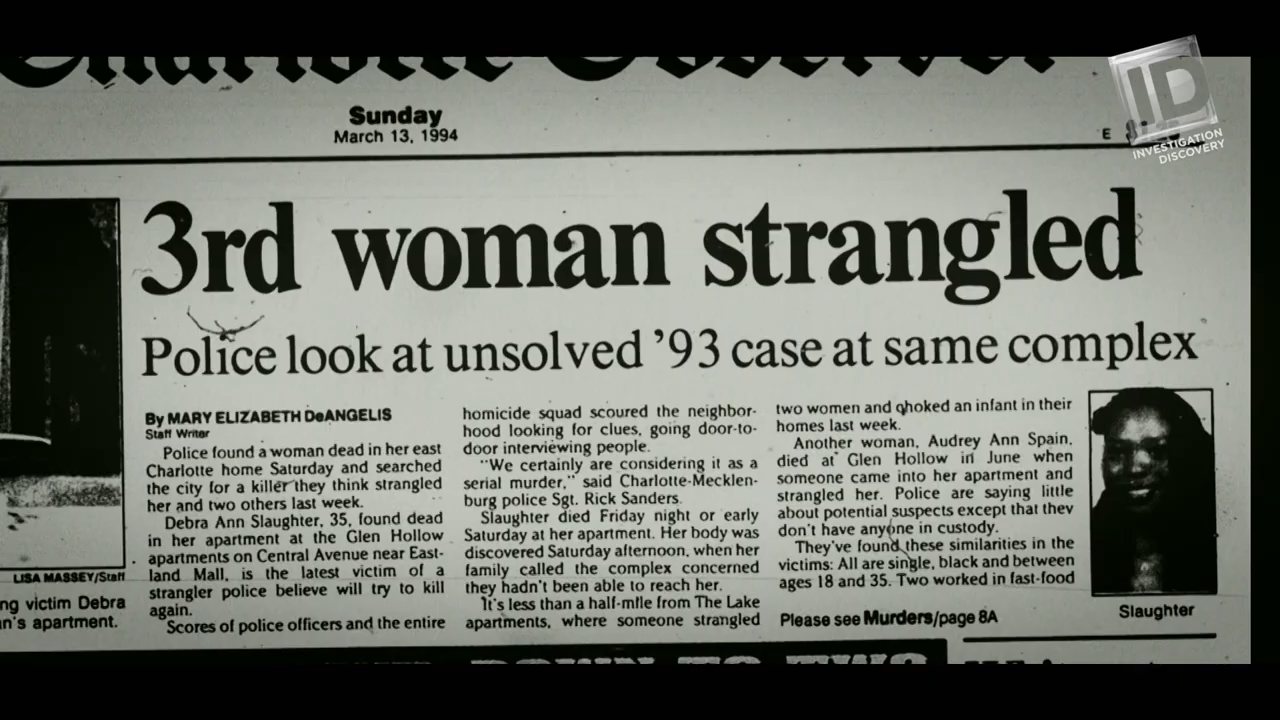 Charlotte Observer
ID
INVESTIGATION
DISCOVERY
Sunday
March 13, 1994
E
3rd woman strangled
Police look at unsolved ’93 case at same complex
By MARY ELIZABETH DeANGELIS
Staff Writer
Police found a woman dead in her east
Charlotte home Saturday and searched
the city for a killer they think strangled
her and two others last week.
Debra Ann Slaughter, 35, found dead
in her apartment at the Glen Hollow
apartments on Central Avenue near East-
land Mall, is the latest victim of a
strangler police believe will try to kill
again.
Scores of police officers and the entire
homicide squad scoured the neighbor-
hood looking for clues, going door-to-
door interviewing people.
“We certainly are considering it as a
serial murder,” said Charlotte-Mecklen-
burg police Sgt. Rick Sanders.
Slaughter died Friday night or early
Saturday at her apartment. Her body was
discovered Saturday afternoon, when her
family called the complex concerned
they hadn't been able to reach her.
It's less than a half-mile from The Lake
apartments, where someone strangled
two women and choked an infant in their
homes last week.
Another woman, Audrey Ann Spain,
died at Glen Hollow in June when
someone came into her apartment and
strangled her. Police are saying little
about potential suspects except that they
don't have anyone in custody.
They've found these similarities in the
victims: All are single, black and between
ages 18 and 35. Two worked in fast-food
Please see Murders/page 8A
Slaughter
LISA MASSEY/Staff
ng victim Debra
n's apartment.
DOWN TO TWO